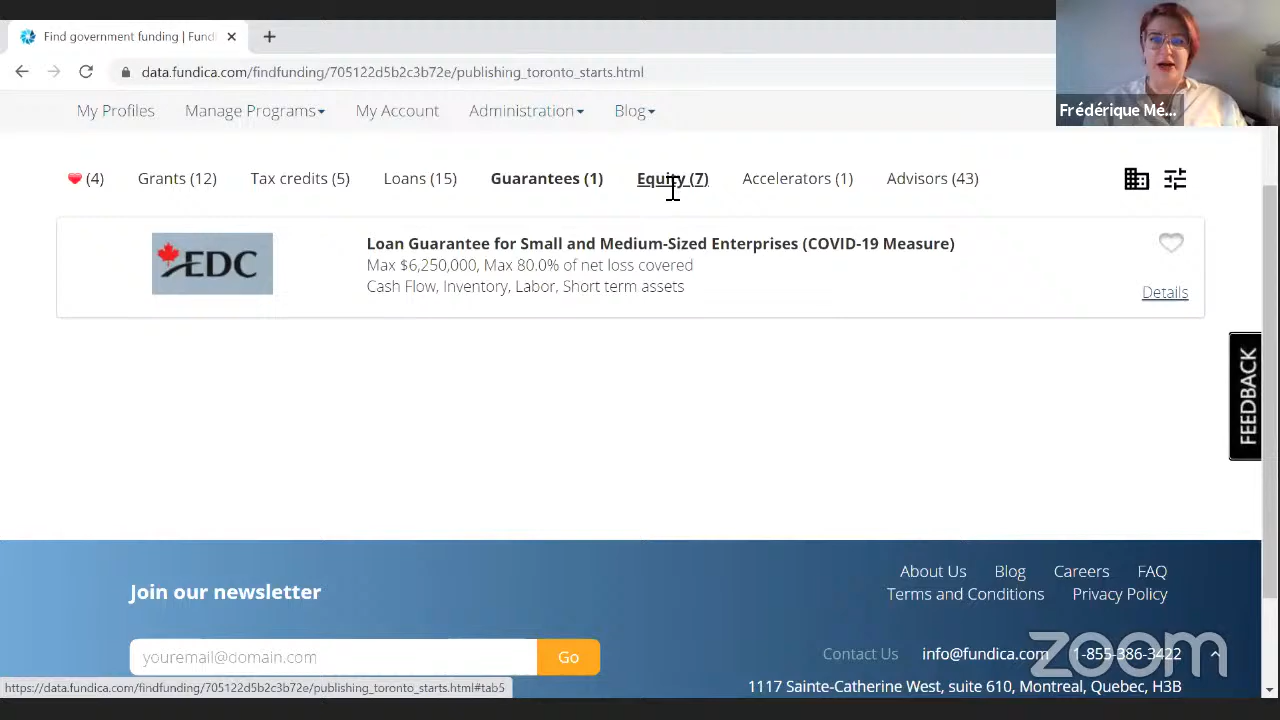 Find government funding | Fundi
data.fundica.com/findfunding/705122d5b2c3b72e/publishing_toronto_starts.html
Frédérique Mé...
My Profiles
Manage Programs
My Account
Administration
Blog
(4)
Grants (12)
Tax credits (5)
Loans (15)
Guarantees (1)
Equity (7)
Accelerators (1)
Advisors (43)
EDC
Loan Guarantee for Small and Medium-Sized Enterprises (COVID-19 Measure)
Max $6,250,000, Max 80.0% of net loss covered
Cash Flow, Inventory, Labor, Short term assets
Details
FEEDBACK
Join our newsletter
youremail@domain.com
Go
About Us Blog Careers FAQ
Terms and Conditions Privacy Policy
Contact Us info@fundica.com 1-855-386-3422
1117 Sainte-Catherine West, suite 610, Montreal, Quebec, H3B
zoom
https://data.fundica.com/findfunding/705122d5b2c3b72e/publishing_toronto_starts.html#tab5